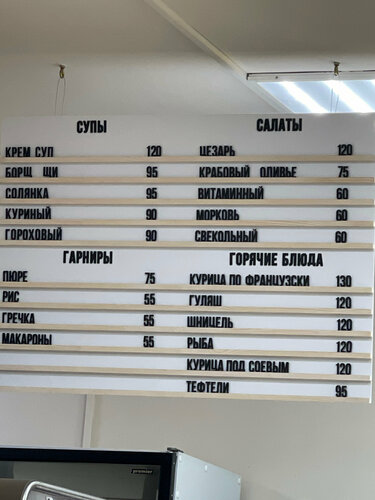 СУПЫ
КРЕМ СУП 120
БОРЩ ЩИ 95
СОЛЯНКА 95
КУРИНЫЙ 90
ГОРОХОВЫЙ 90
САЛАТЫ
ЦЕЗАРЬ 120
КРАБОВЫЙ ОЛИВЬЕ 75
ВИТАМИННЫЙ 60
МОРКОВЬ 60
СВЕКОЛЬНЫЙ 60
ГАРНИРЫ
ПЮРЕ 75
РИС 55
ГРЕЧКА 55
МАКАРОНЫ 55
ГОРЯЧИЕ БЛЮДА
КУРИЦА ПО ФРАНЦУЗСКИ 130
ГУЛЯШ 120
ШНИЦЕЛЬ 120
РЫБА 120
КУРИЦА ПОД СОЕВЫМ 120
ТЕФТЕЛИ 95
premier